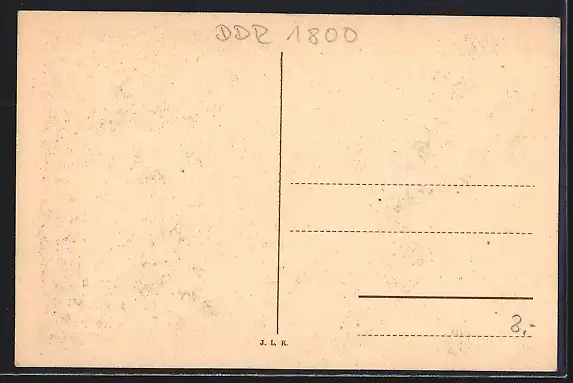 DDR 1800
8,-
J. L. K.